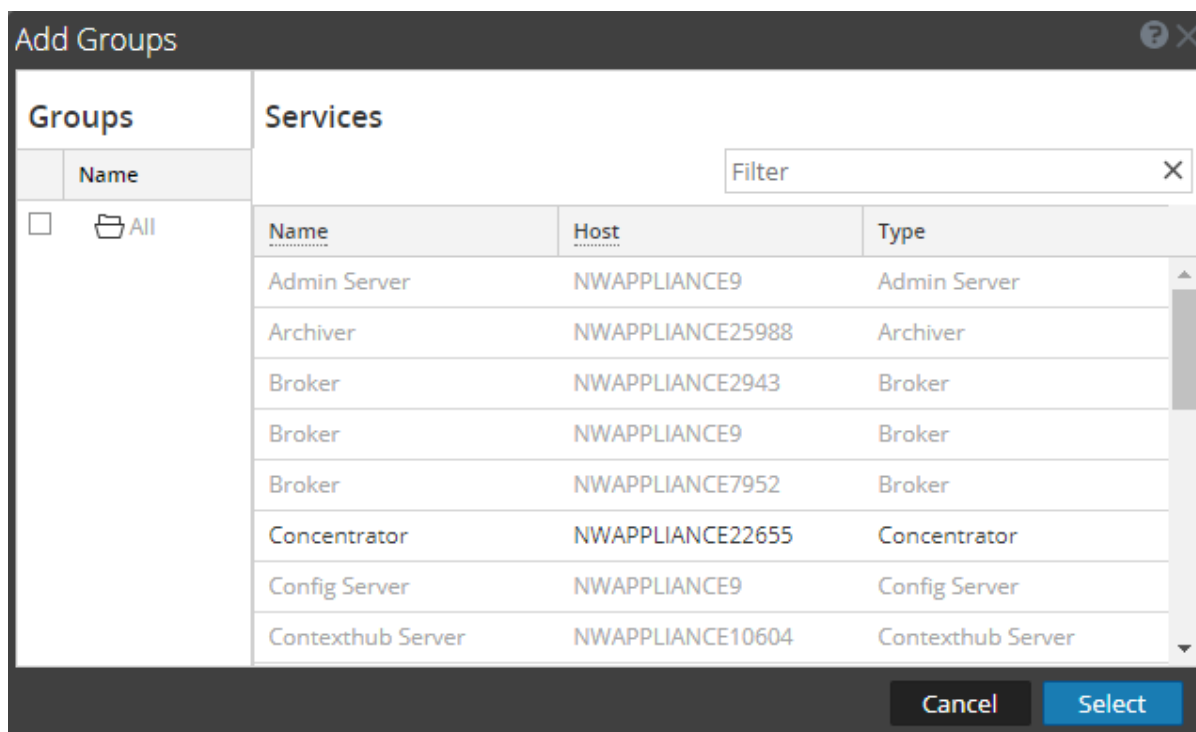 Add Groups
Groups
Services
Name
Filter
All
Name Host Type
Admin Server NWAPPLIANCE9 Admin Server
Archiver NWAPPLIANCE25988 Archiver
Broker NWAPPLIANCE2943 Broker
Broker NWAPPLIANCE9 Broker
Broker NWAPPLIANCE7952 Broker
Concentrator NWAPPLIANCE22655 Concentrator
Config Server NWAPPLIANCE9 Config Server
Contexthub Server NWAPPLIANCE10604 Contexthub Server
Cancel Select